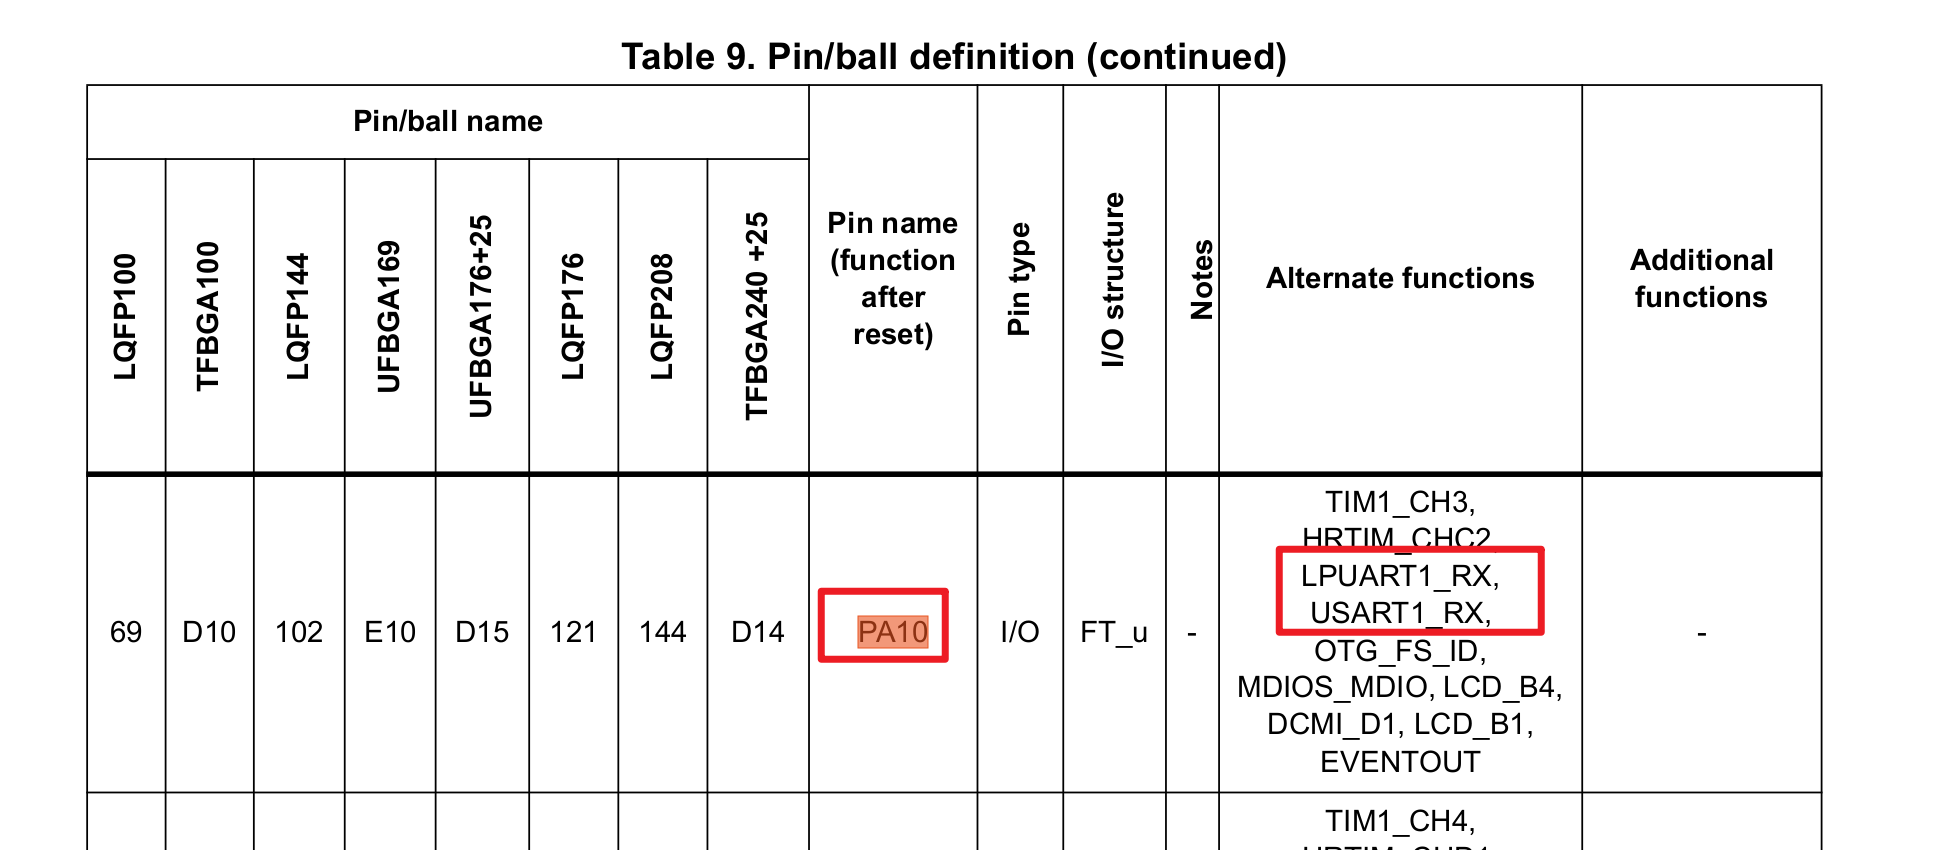 Table 9. Pin/ball definition (continued)
Pin/ball name
LQFP100
TFBGA100
LQFP144
UFBGA169
UFBGA176+25
LQFP176
LQFP208
TFBGA240 +25
Pin name
(function
after
reset)
Pin type
I/O structure
Notes
Alternate functions
Additional
functions
69 D10 102 E10 D15 121 144 D14 PA10 I/O FT_u - -
TIM1_CH3,
HRTIM_CHC2,
LPUART1_RX,
USART1_RX,
OTG_FS_ID,
MDIOS_MDIO, LCD_B4,
DCMI_D1, LCD_B1,
EVENTOUT
TIM1_CH4,